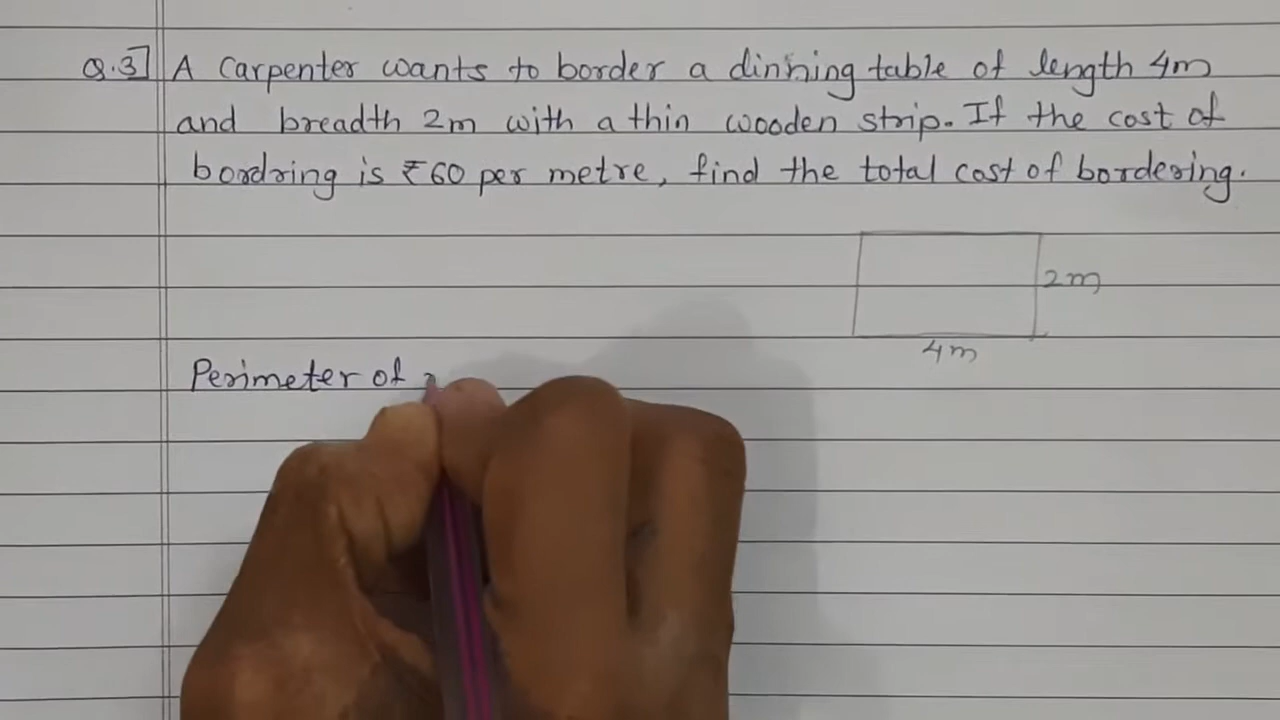 Q.3] A Carpenter wants to border a dinning table of length 4m
and breadth 2m with a thin wooden strip. If the cost of
bordring is ₹60 per metre, find the total cost of bordering.
2m
4m
Perimeter of